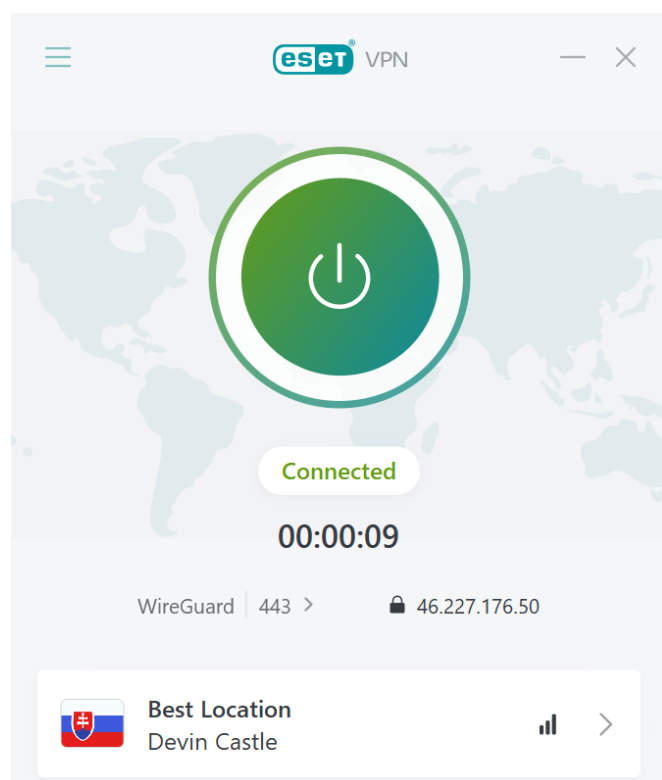 eset® VPN
Connected
00:00:09
WireGuard 443 46.227.176.50
Best Location
Devin Castle